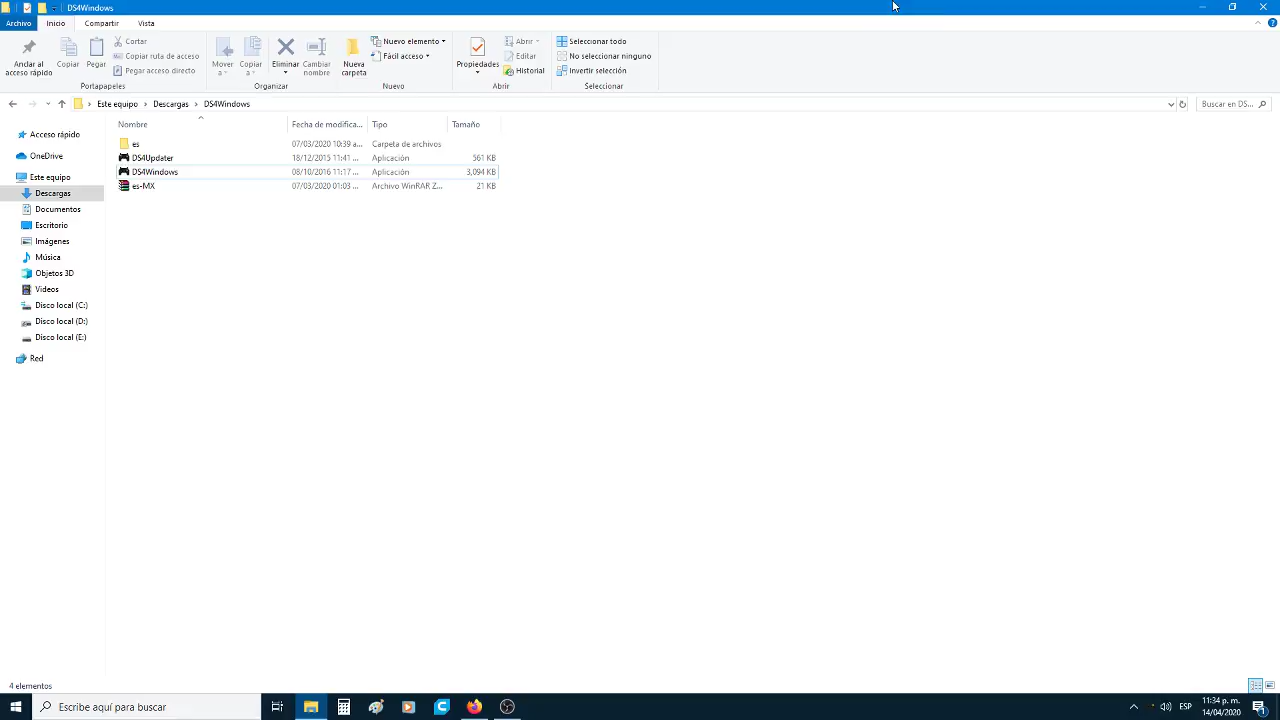 DS4Windows
Archivo Inicio Compartir Vista
Anclar al acceso rápido
Copiar
Pegar
Cortar
Copiar ruta de acceso
Pegar acceso directo
Portapapeles
Mover a
Copiar a
Eliminar
Cambiar nombre
Organizar
Nueva carpeta
Nuevo elemento
Fácil acceso
Nuevo
Propiedades
Abrir
Editar
Historial
Abrir
Seleccionar todo
No seleccionar ninguno
Invertir selección
Seleccionar
Este equipo > Descargas > DS4Windows
Buscar en DS...
Nombre Fecha de modifica... Tipo Tamaño
es 07/03/2020 10:39 a... Carpeta de archivos
DS4Updater 18/12/2015 11:41 ... Aplicación 561 KB
DS4Windows 08/10/2016 11:17 ... Aplicación 3,094 KB
es-MX 07/03/2020 01:03 ... Archivo WinRAR Z... 21 KB
Acceso rápido
OneDrive
Este equipo
Descargas
Documentos
Escritorio
Imágenes
Música
Objetos 3D
Videos
Disco local (C:)
Disco local (D:)
Disco local (E:)
Red
4 elementos
Escribe aquí para buscar
ESP
11:34 p. m.
14/04/2020
1